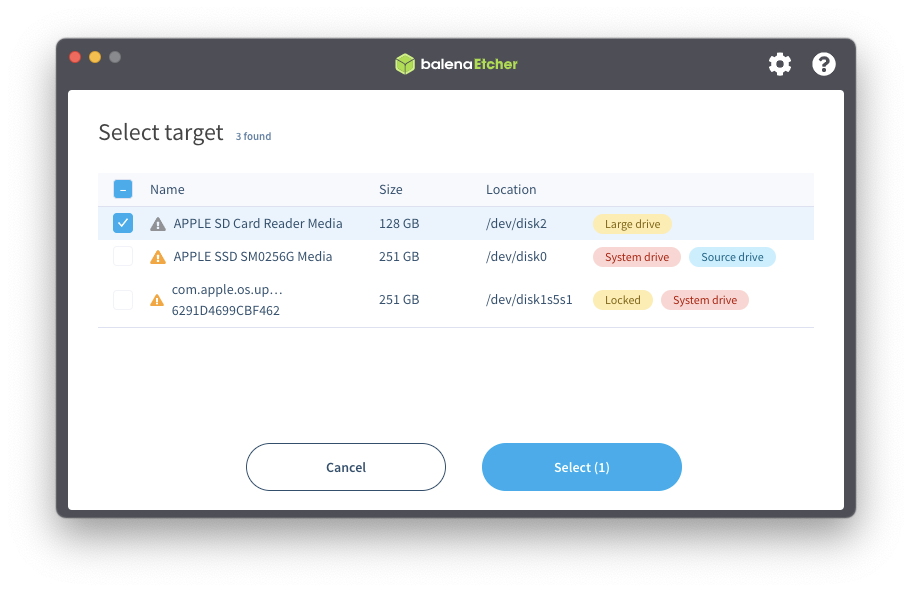 balenaEtcher
Select target 3 found
Name Size Location
APPLE SD Card Reader Media 128 GB /dev/disk2 Large drive
APPLE SSD SM0256G Media 251 GB /dev/disk0 System drive Source drive
com.apple.os.up…
6291D4699CBF462 251 GB /dev/disk1s5s1 Locked System drive
Cancel Select (1)